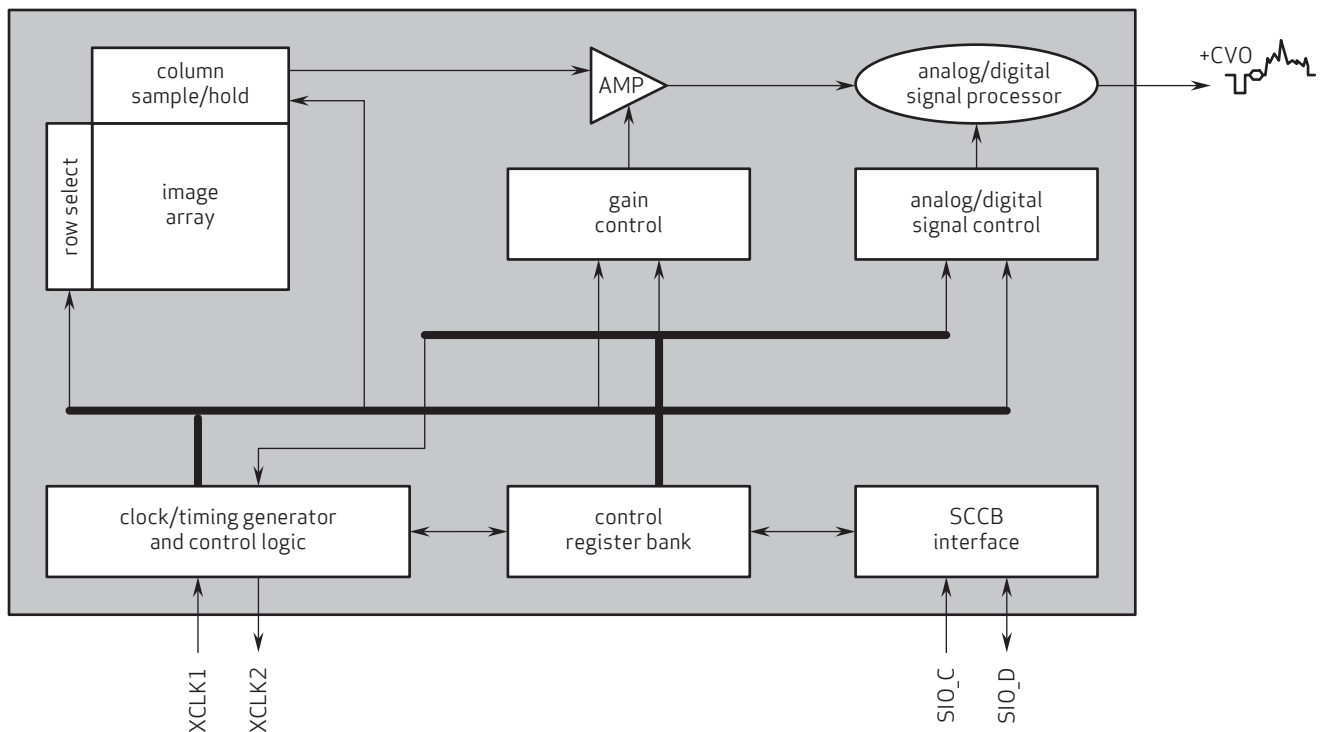 column
sample/hold
AMP
analog/digital
signal processor
+CVO
row select
image
array
gain
control
analog/digital
signal control
clock/timing generator
and control logic
control
register bank
SCCB
interface
XCLK1
XCLK2
SIO_C
SIO_D